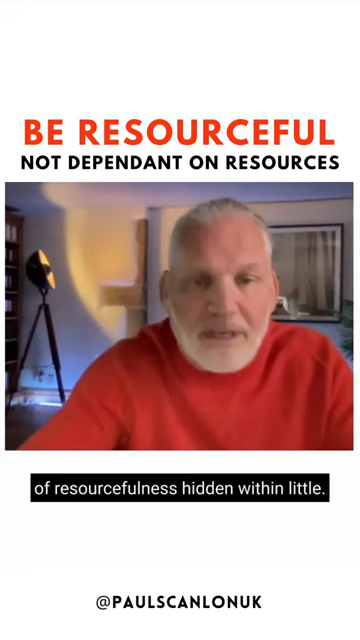 BE RESOURCEFUL
NOT DEPENDANT ON RESOURCES
of resourcefulness hidden within little.
@PAULSCANLONUK